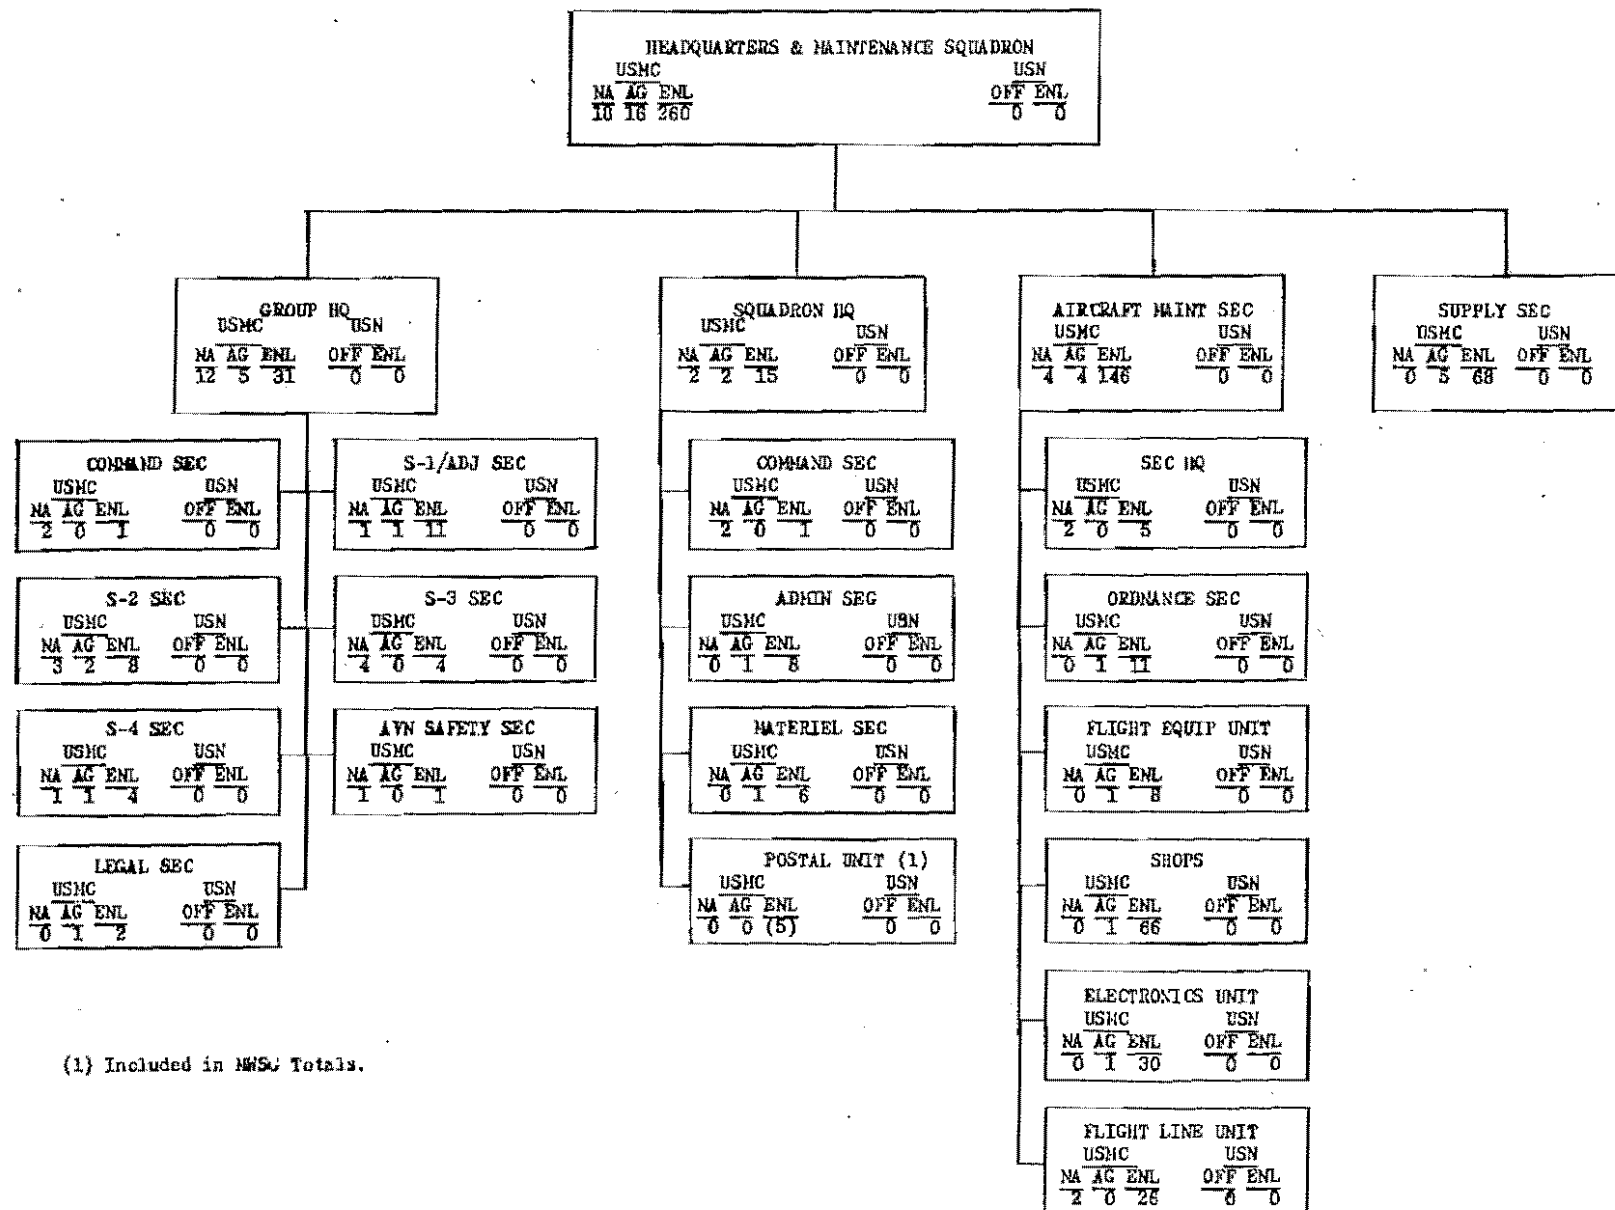 HEADQUARTERS & MAINTENANCE SQUADRON
USMC USN
NA AG ENL OFF ENL
18 16 260 0 0
GROUP HQ
USMC USN
NA AG ENL OFF ENL
12 5 31 0 0
SQUADRON HQ
USMC USN
NA AG ENL OFF ENL
2 2 15 0 0
AIRCRAFT MAINT SEC
USMC USN
NA AG ENL OFF ENL
4 4 146 0 0
SUPPLY SEC
USMC USN
NA AG ENL OFF ENL
0 5 68 0 0
COMMAND SEC
USMC USN
NA AG ENL OFF ENL
2 0 1 0 0
S-1/ADJ SEC
USMC USN
NA AG ENL OFF ENL
1 1 11 0 0
S-2 SEC
USMC USN
NA AG ENL OFF ENL
3 2 8 0 0
S-3 SEC
USMC USN
NA AG ENL OFF ENL
4 0 4 0 0
S-4 SEC
USMC USN
NA AG ENL OFF ENL
1 1 4 0 0
AVN SAFETY SEC
USMC USN
NA AG ENL OFF ENL
1 0 1 0 0
LEGAL SEC
USMC USN
NA AG ENL OFF ENL
0 1 2 0 0
COMMAND SEC
USMC USN
NA AG ENL OFF ENL
2 0 1 0 0
ADMIN SEC
USMC USN
NA AG ENL OFF ENL
0 1 8 0 0
MATERIEL SEC
USMC USN
NA AG ENL OFF ENL
0 1 6 0 0
POSTAL UNIT (1)
USMC USN
NA AG ENL OFF ENL
0 0 (5) 0 0
SEC HQ
USMC USN
NA AG ENL OFF ENL
2 0 5 0 0
ORDNANCE SEC
USMC USN
NA AG ENL OFF ENL
0 1 11 0 0
FLIGHT EQUIP UNIT
USMC USN
NA AG ENL OFF ENL
0 1 8 0 0
SHOPS
USMC USN
NA AG ENL OFF ENL
0 1 66 0 0
ELECTRONICS UNIT
USMC USN
NA AG ENL OFF ENL
0 1 30 0 0
FLIGHT LINE UNIT
USMC USN
NA AG ENL OFF ENL
2 0 26 0 0
(1) Included in MWSG Totals.